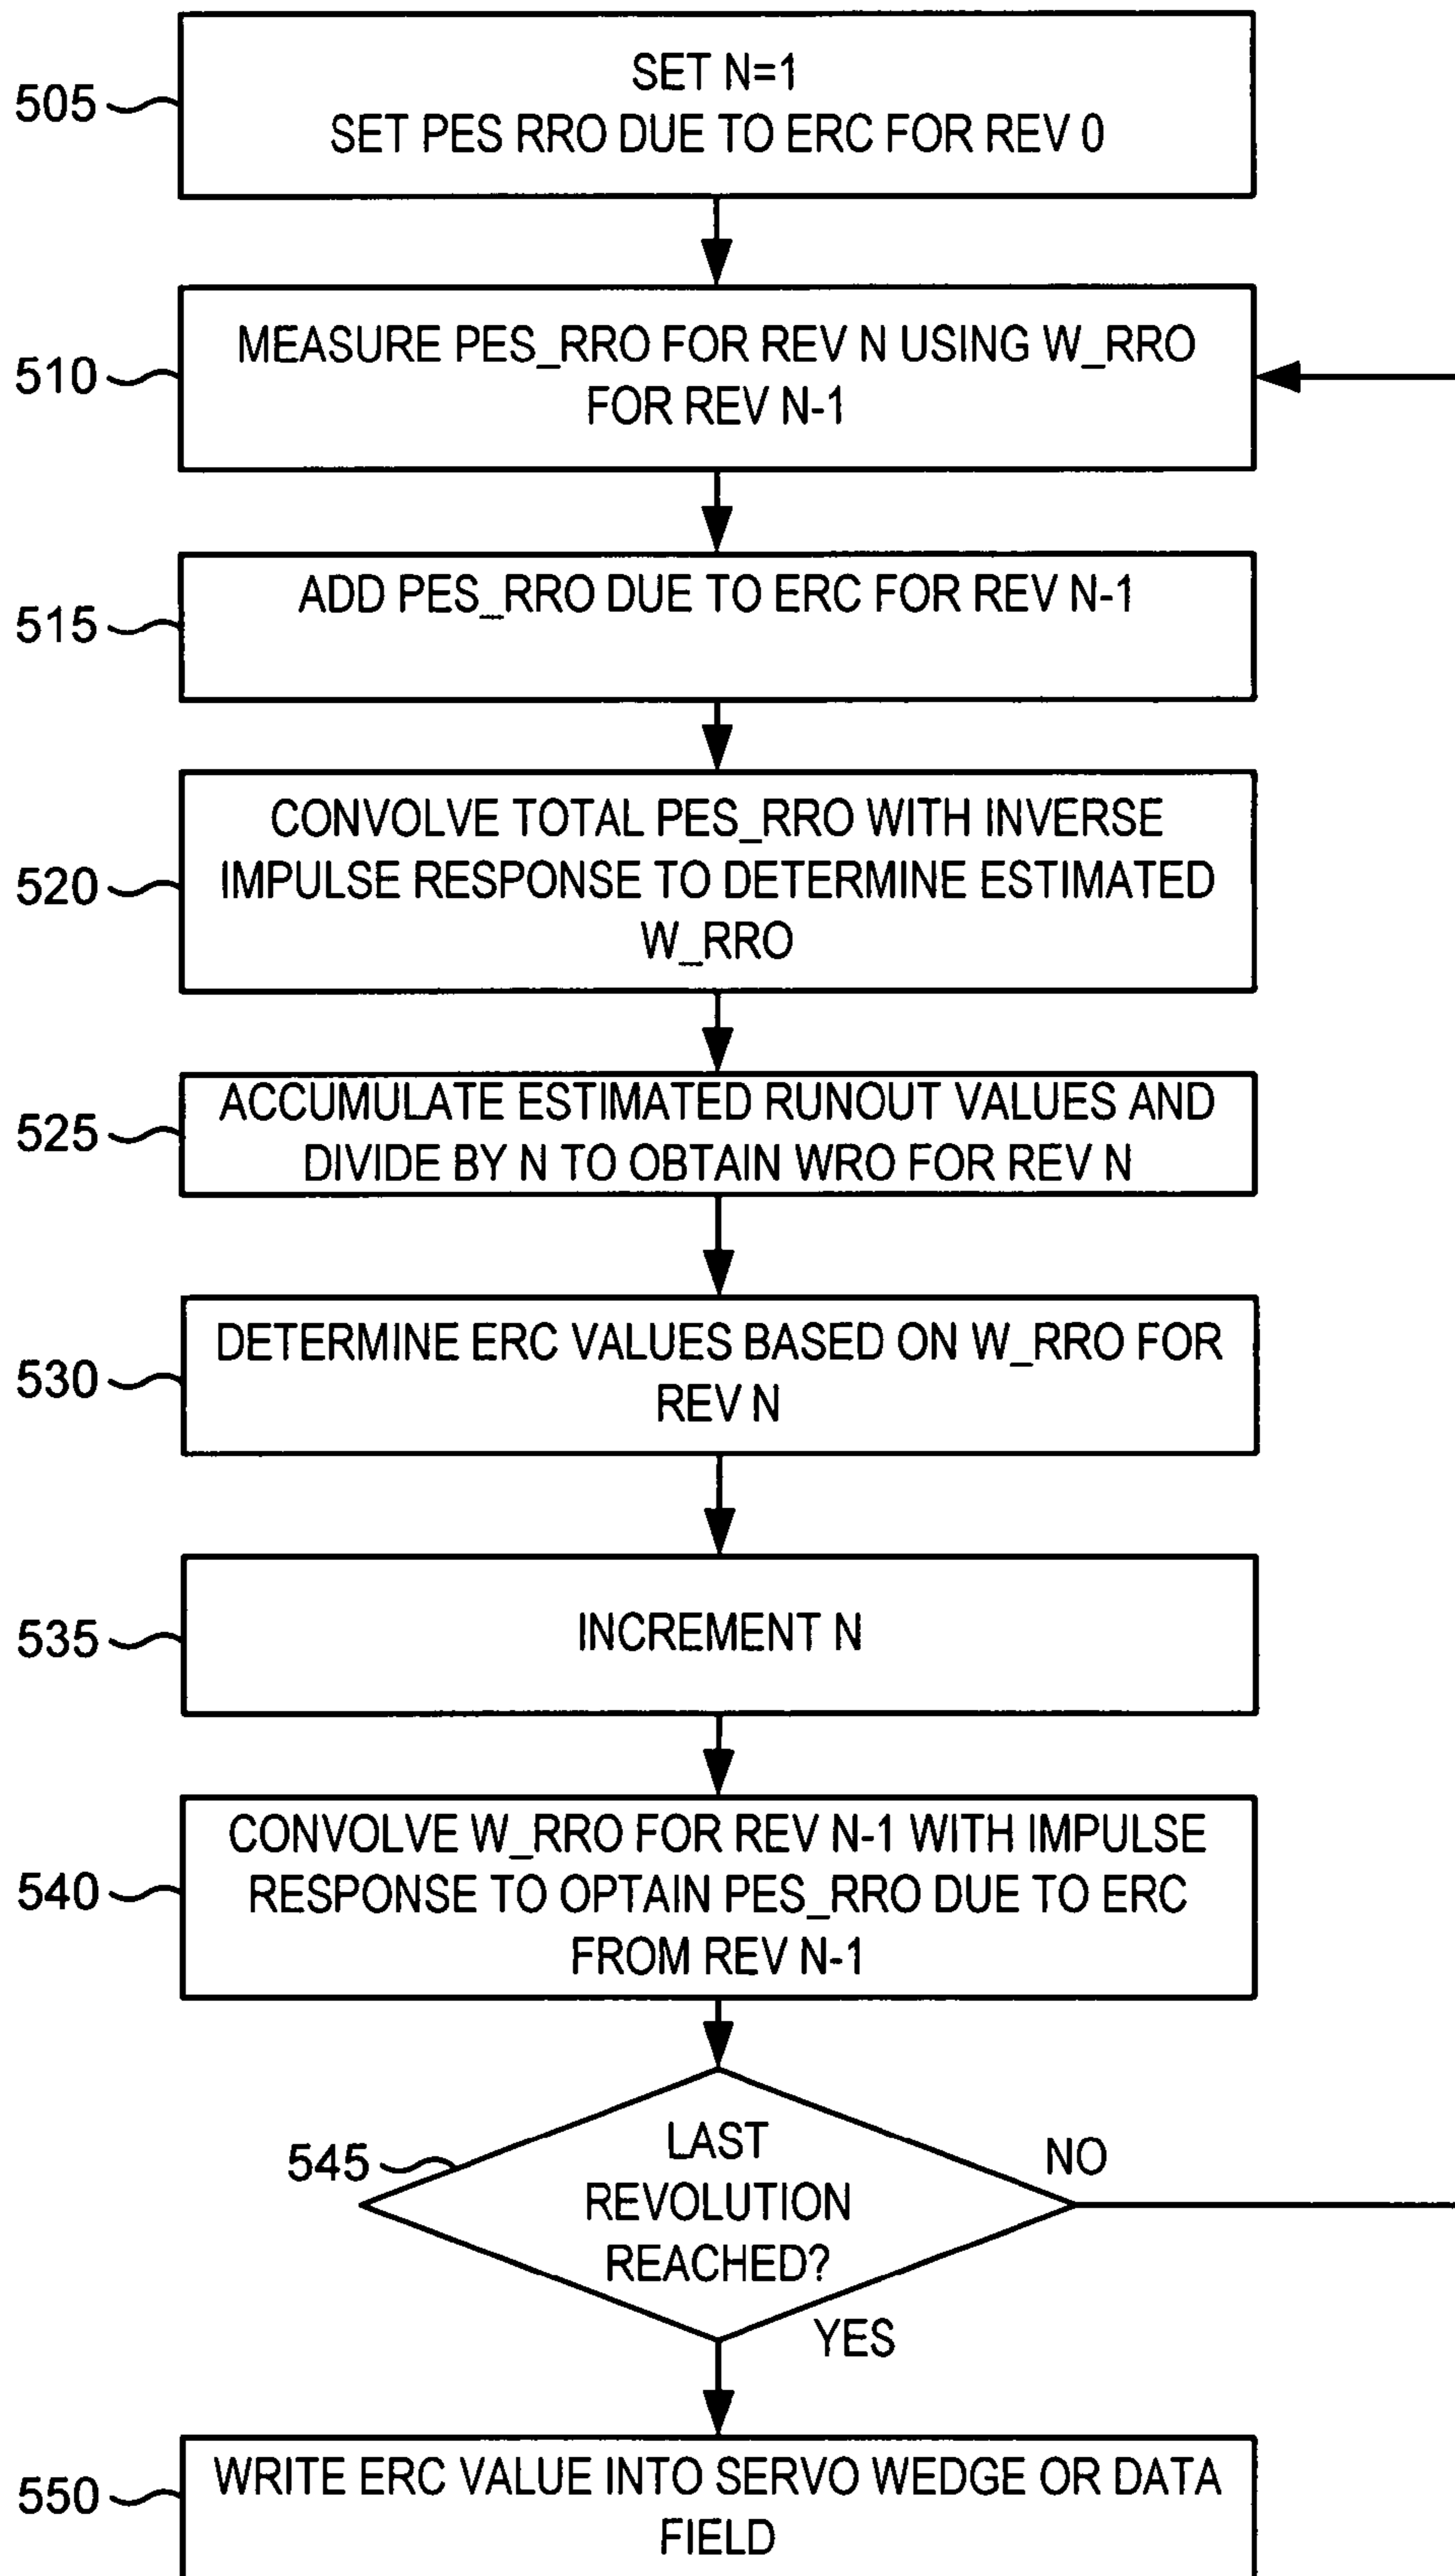 SET N=1
505
SET PES RRO DUE TO ERC FOR REV 0
MEASURE PES_RRO FOR REV N USING W_RRO
510
FOR REV N-1
ADD PES_RRO DUE TO ERC FOR REV N-1
515
CONVOLVE TOTAL PES_RRO WITH INVERSE
520
IMPULSE RESPONSE TO DETERMINE ESTIMATED
W_RRO
ACCUMULATE ESTIMATED RUNOUT VALUES AND
525
DIVIDE BY N TO OBTAIN WRO FOR REV N
DETERMINE ERC VALUES BASED ON W_RRO FOR
530
REV N
535
INCREMENT N
CONVOLVE W_RRO FOR REV N-1 WITH IMPULSE
540
RESPONSE TO OPTAIN PES_RRO DUE TO ERC
FROM REV N-1
545
LAST
REVOLUTION
REACHED?
NO
YES
WRITE ERC VALUE INTO SERVO WEDGE OR DATA
550
FIELD